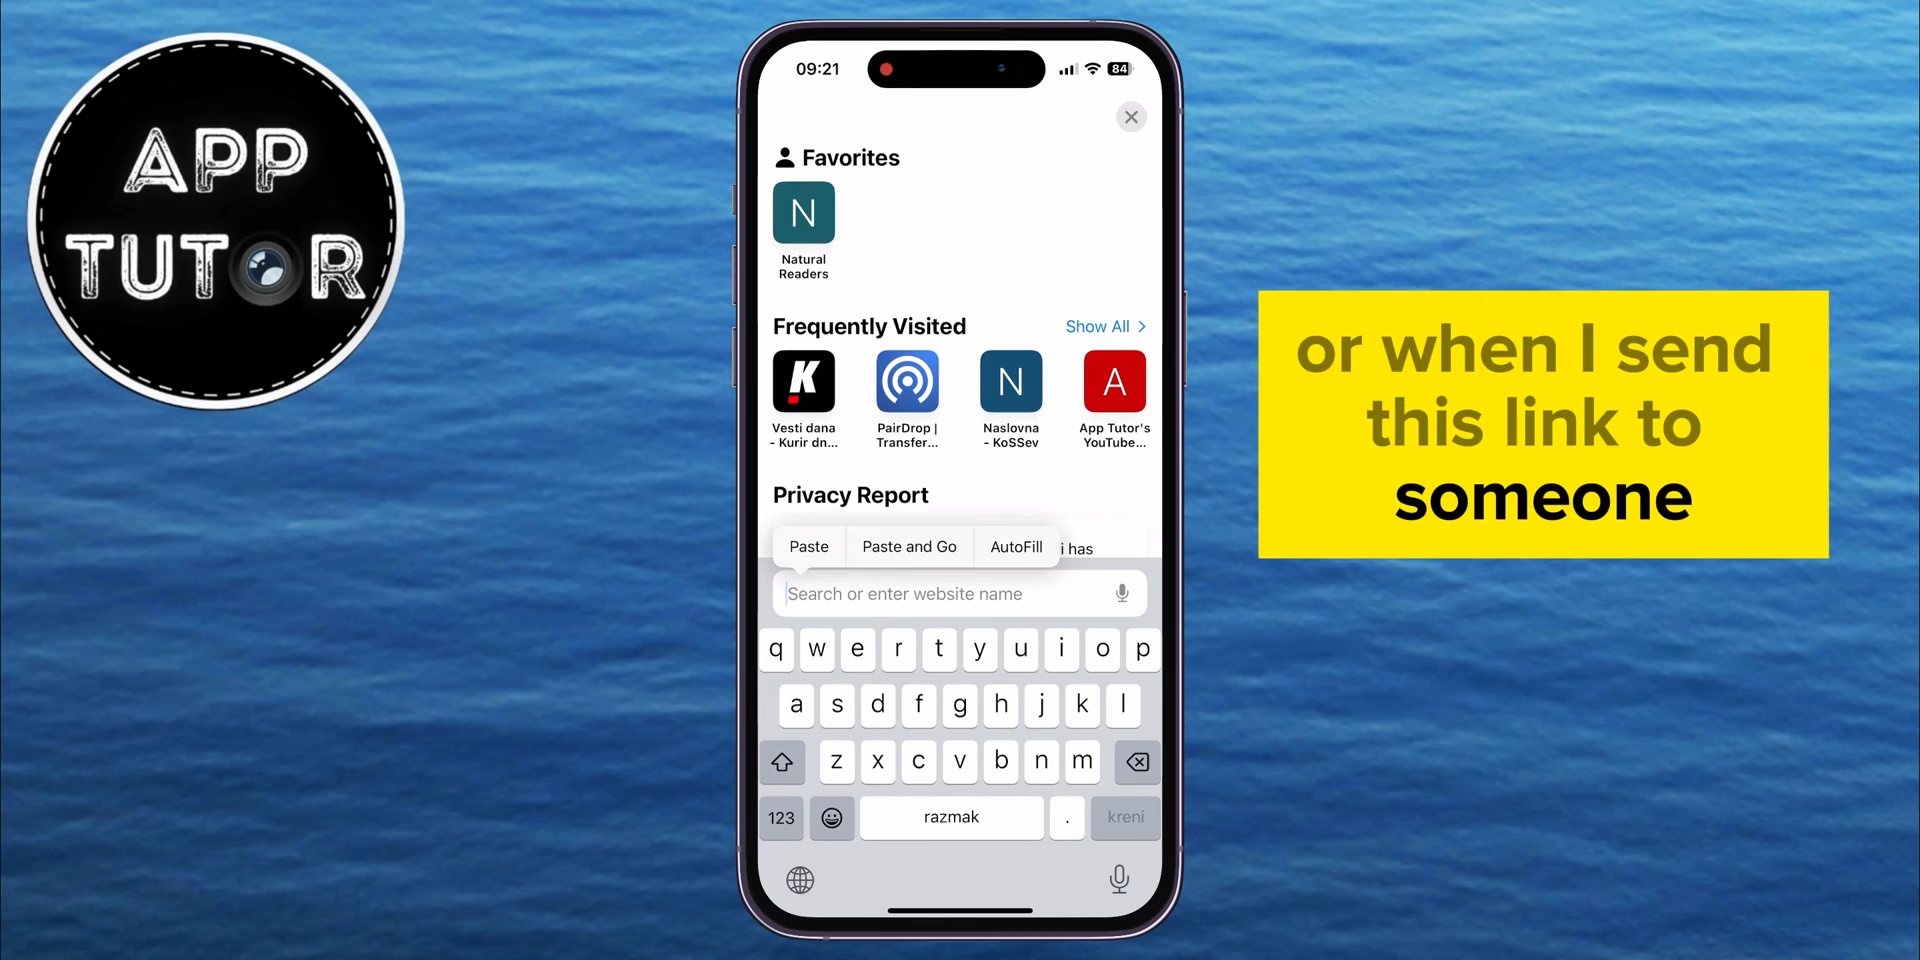 APP
TUTOR
09:21
84
Favorites
N
Natural
Readers
Frequently Visited
Show All
K
N
A
Vesti dana
- Kurir dn...
PairDrop |
Transfer...
Naslovna
- KoSSev
App Tutor's
YouTube...
Privacy Report
Paste
Paste and Go
AutoFill
i has
Search or enter website name
q w e r t y u i o p
a s d f g h j k l
z x c v b n m
123
razmak
.
kreni
or when I send
this link to
someone